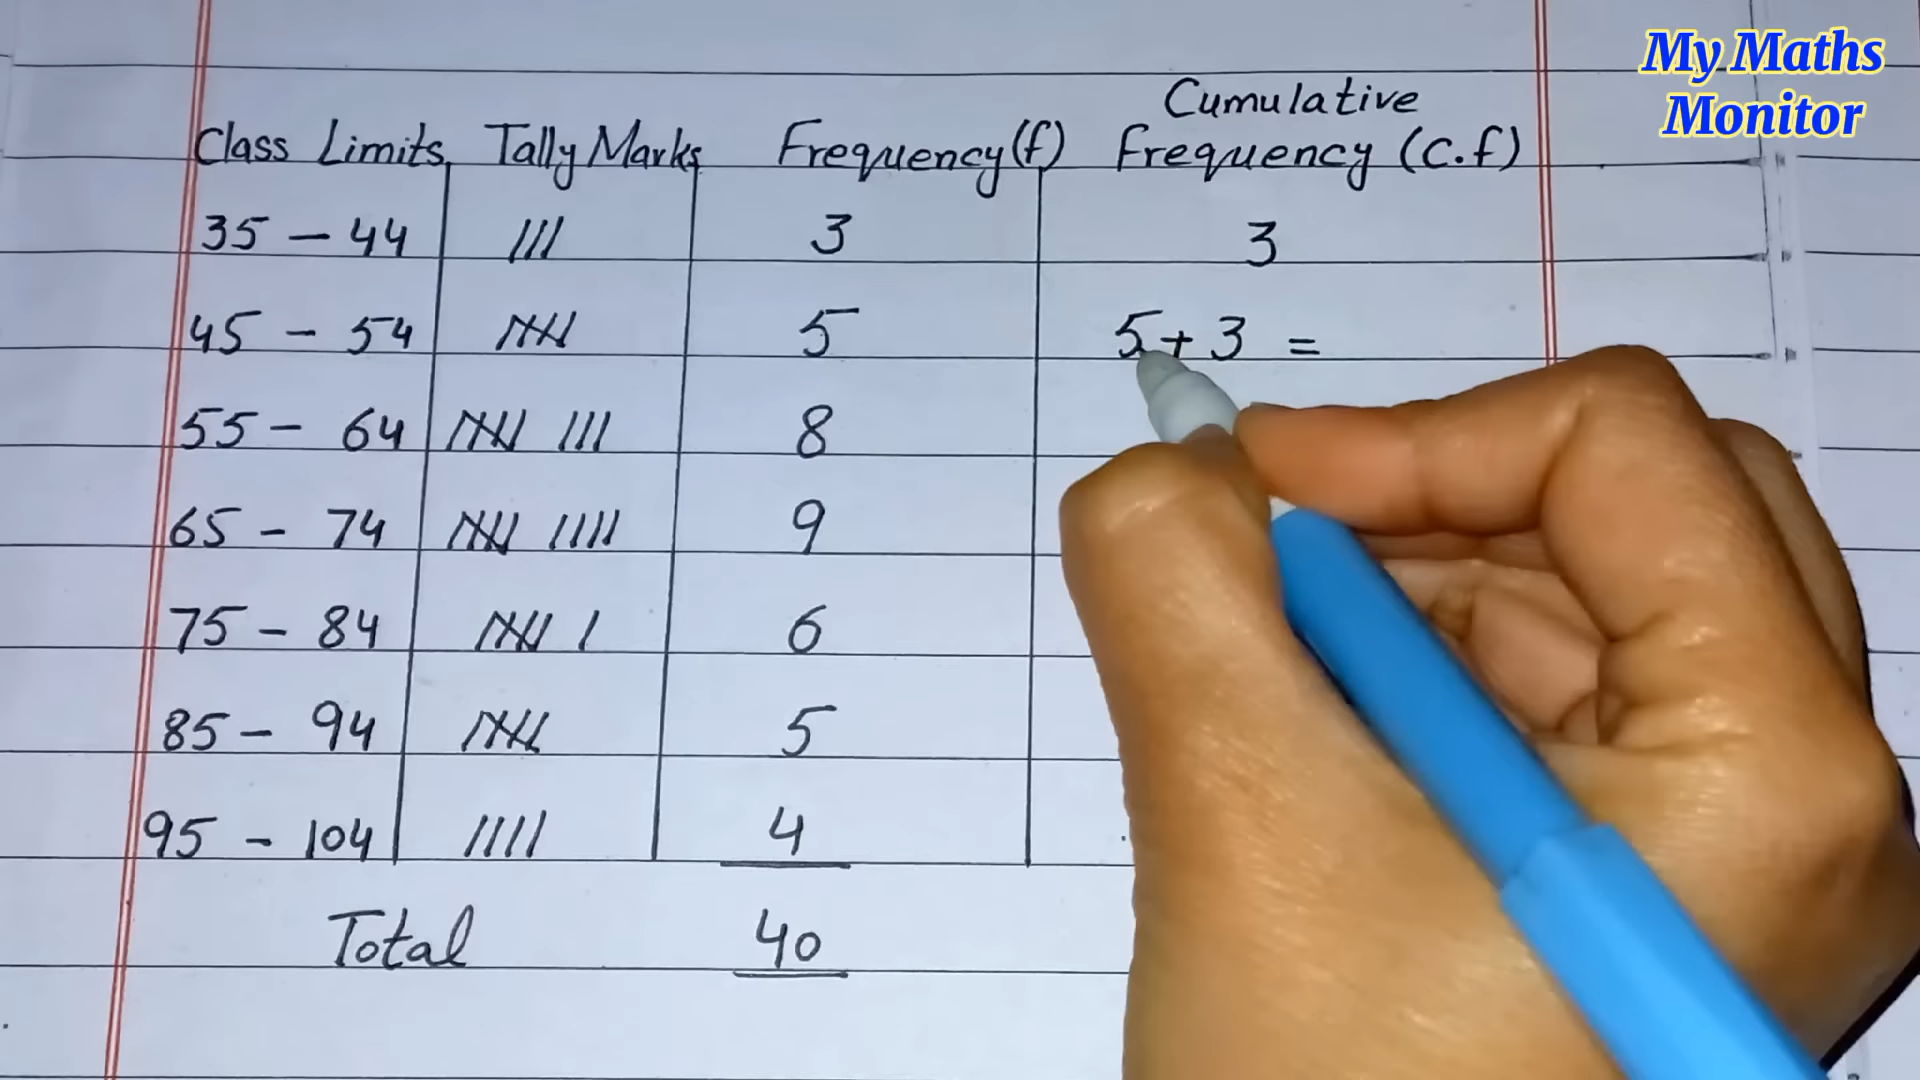 My Maths
Monitor
Cumulative
Class Limits Tally Marks Frequency (f) Frequency (c.f)
35 - 44 /// 3 3
45 - 54 //// 5 5 + 3 =
55 - 64 //// /// 8
65 - 74 //// //// 9
75 - 84 //// / 6
85 - 94 //// 5
95 - 104 //// 4
Total 40